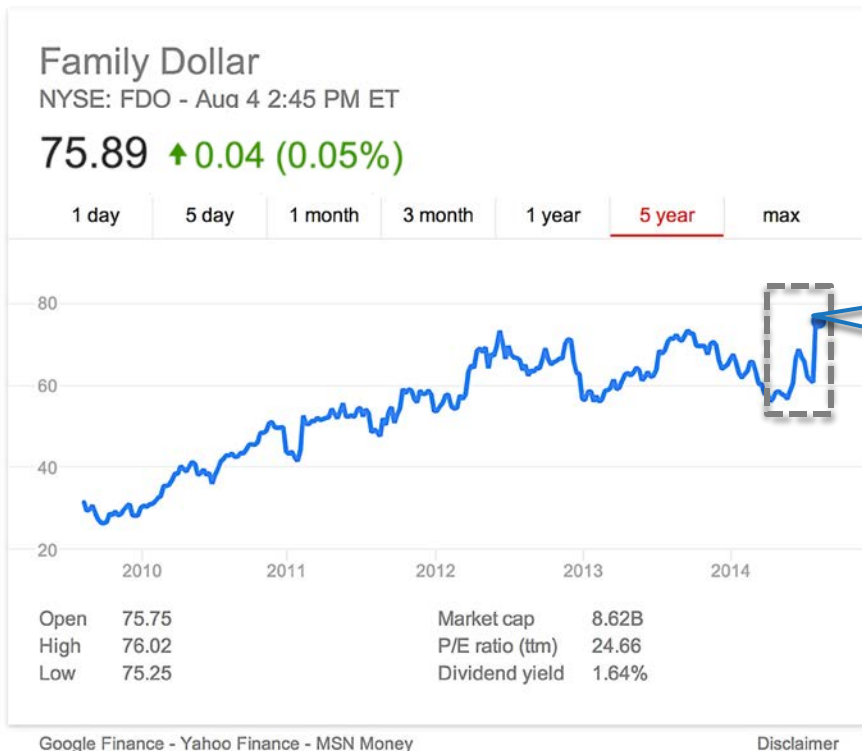 Family Dollar
NYSE: FDO - Aug 4 2:45 PM ET
75.89 0.04 (0.05%)
1 day 5 day 1 month 3 month 1 year 5 year max
80
60
40
20
2010 2011 2012 2013 2014
Open 75.75 Market cap 8.62B
High 76.02 P/E ratio (ttm) 24.66
Low 75.25 Dividend yield 1.64%
Google Finance - Yahoo Finance - MSN Money Disclaimer